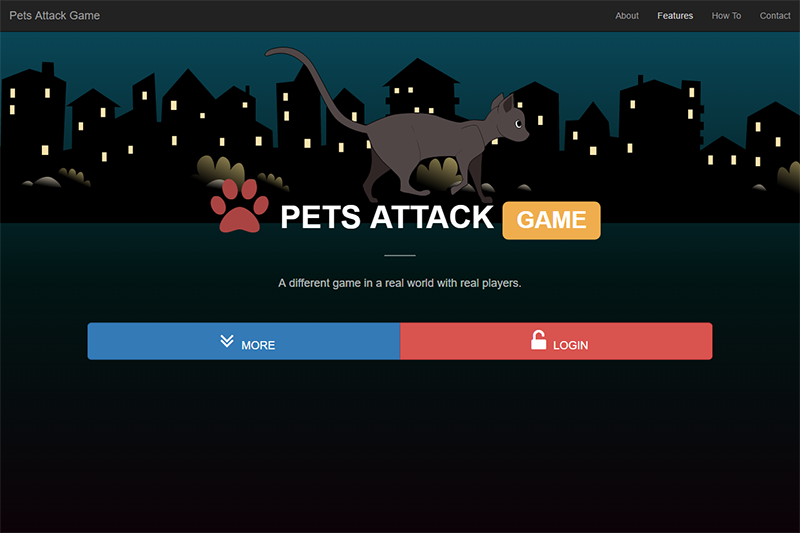 Pets Attack Game About Features How To Contact
PETS ATTACK GAME
A different game in a real world with real players.
MORE LOGIN